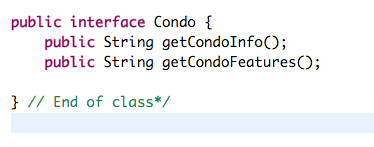 public interface Condo {
    public String getCondoInfo();
    public String getCondoFeatures();
} // End of class*/